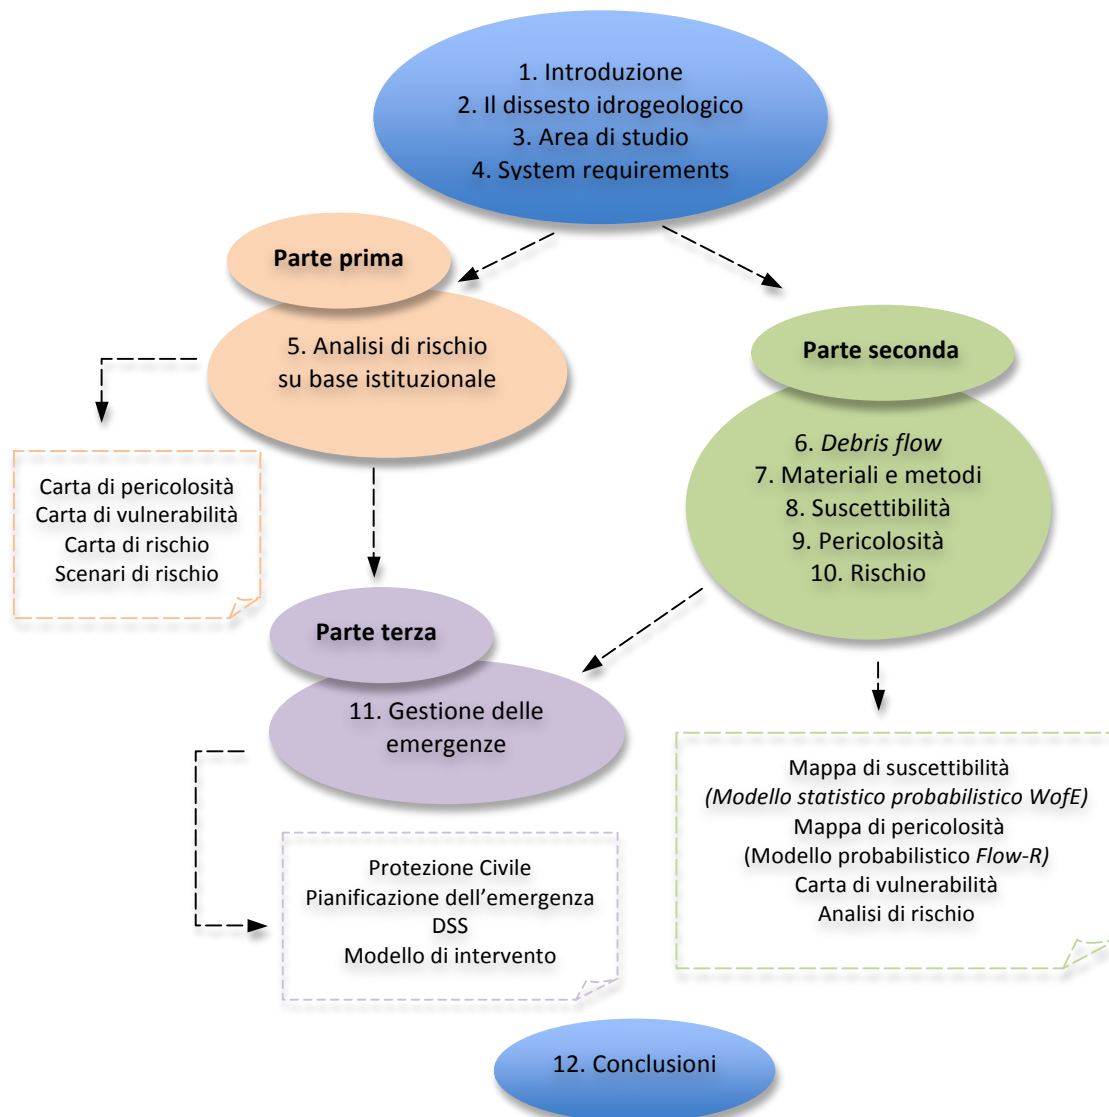 1. Introduzione
2. Il dissesto idrogeologico
3. Area di studio
4. System requirements
Parte prima
5. Analisi di rischio
su base istituzionale
Carta di pericolosità
Carta di vulnerabilità
Carta di rischio
Scenari di rischio
Parte seconda
6. Debris flow
7. Materiali e metodi
8. Suscettibilità
9. Pericolosità
10. Rischio
Mappa di suscettibilità
(Modello statistico probabilistico WofE)
Mappa di pericolosità
(Modello probabilistico Flow-R)
Carta di vulnerabilità
Analisi di rischio
Parte terza
11. Gestione delle
emergenze
Protezione Civile
Pianificazione dell’emergenza
DSS
Modello di intervento
12. Conclusioni